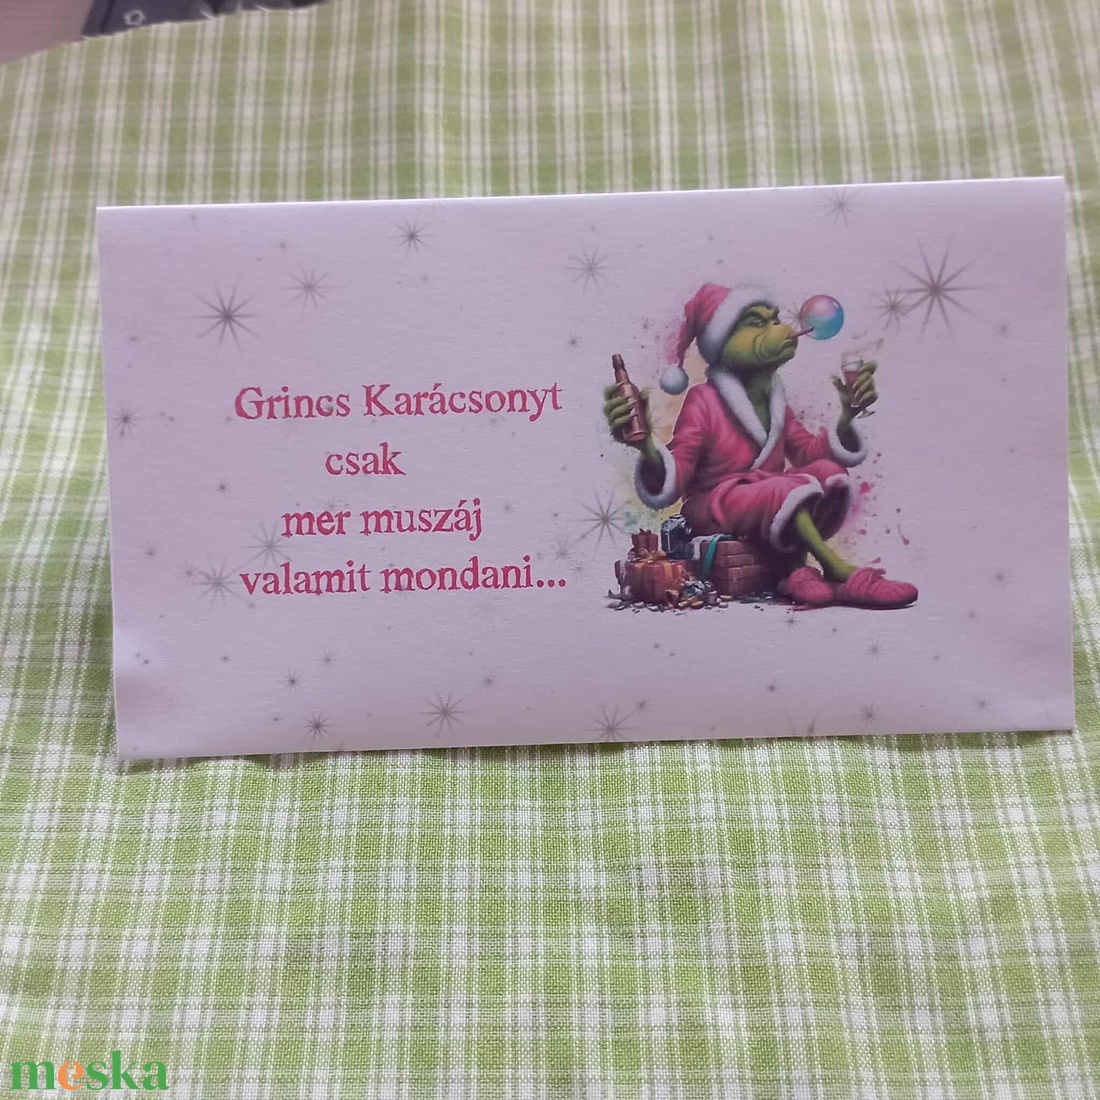 Grincs Karácsonyt
csak
mer muszáj
valamit mondani...
meska